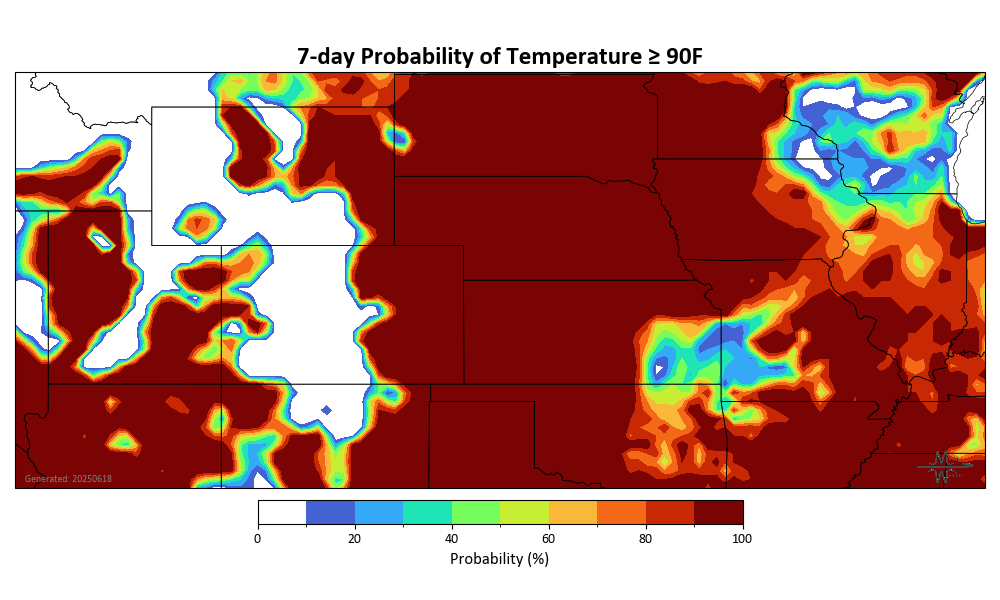 7-day Probability of Temperature ≥ 90F
Generated: 20250618
0 20 40 60 80 100
Probability (%)